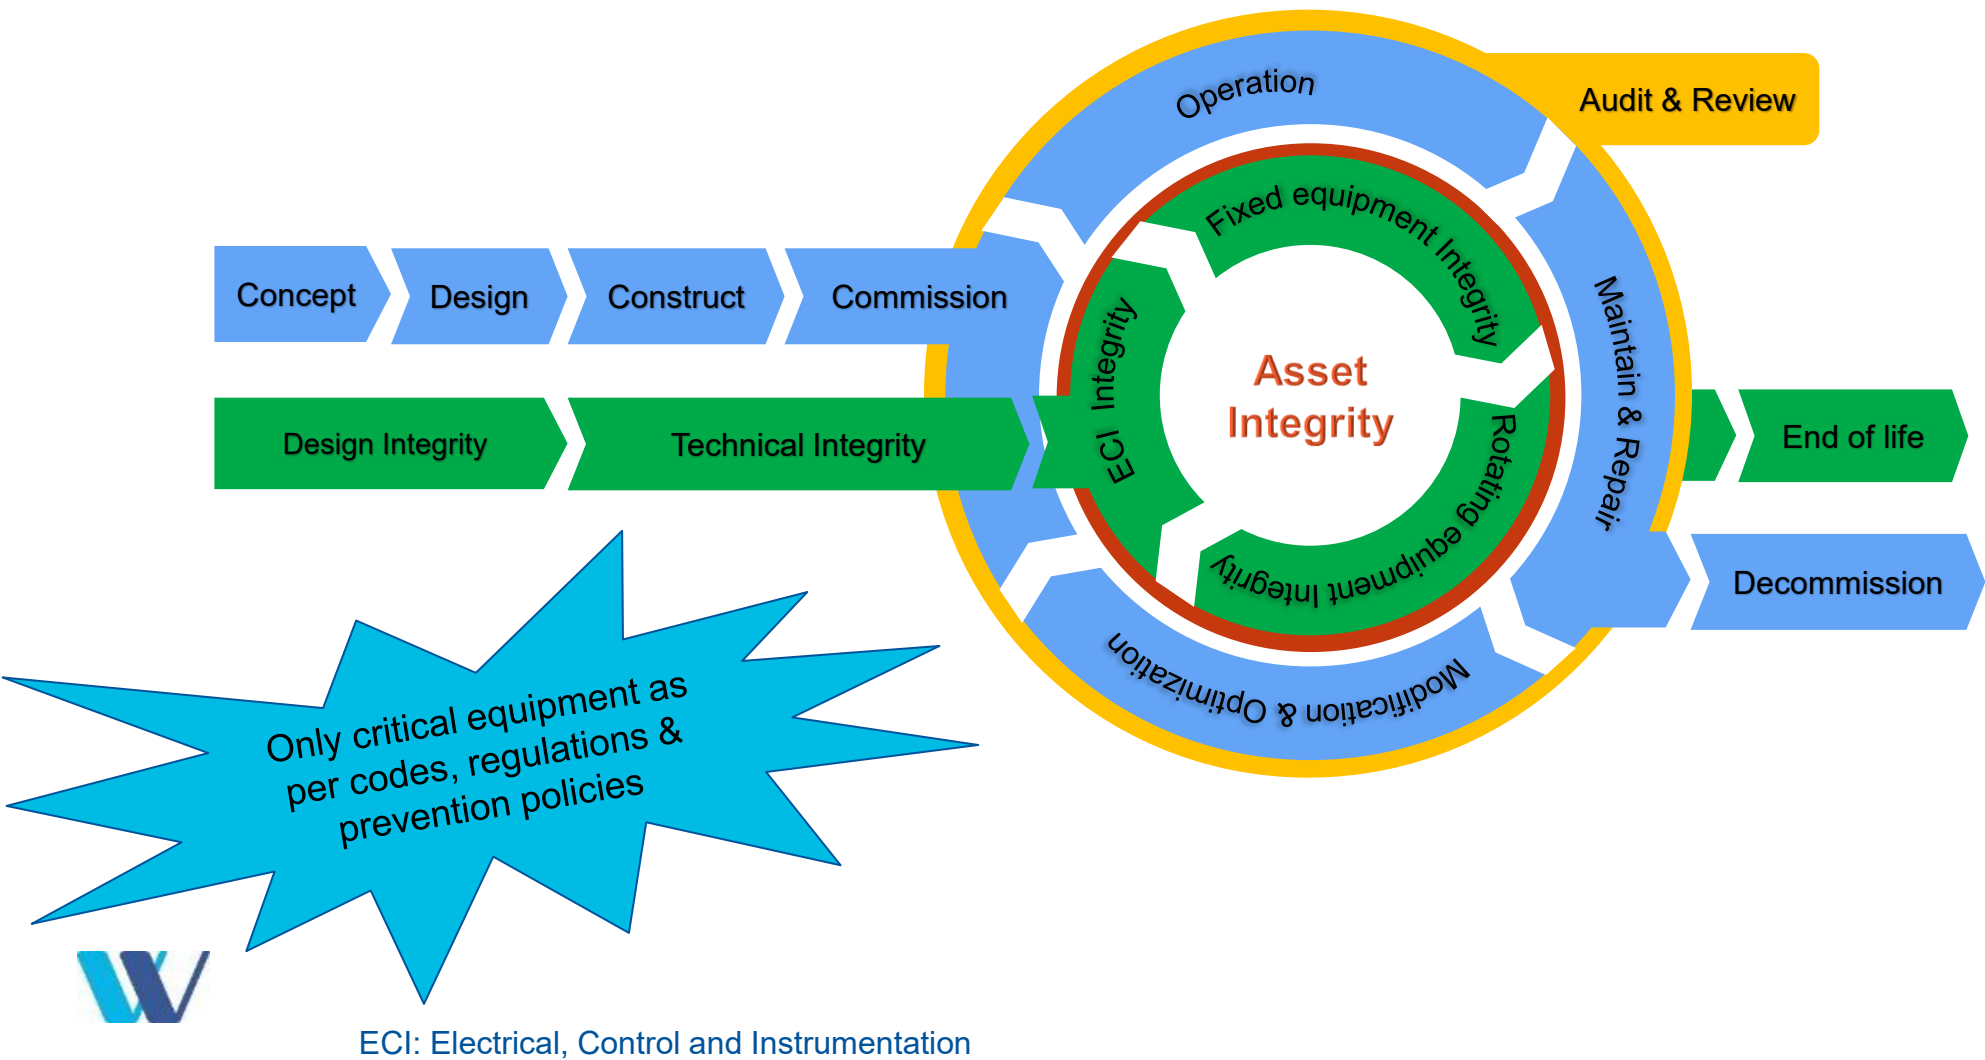 Operation
Audit & Review
Fixed equipment Integrity
Concept
Design
Construct
Commission
Maintain & Repair
ECI Integrity
Asset
Integrity
Design Integrity
Technical Integrity
Rotating equipment Integrity
End of life
Decommission
Modification & Optimization
Only critical equipment as
per codes, regulations &
prevention policies
ECI: Electrical, Control and Instrumentation